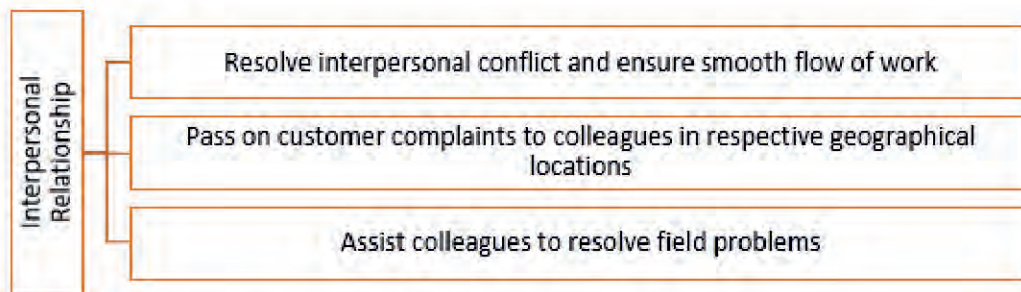 Interpersonal
Relationship
Resolve interpersonal conflict and ensure smooth flow of work
Pass on customer complaints to colleagues in respective geographical
locations
Assist colleagues to resolve field problems